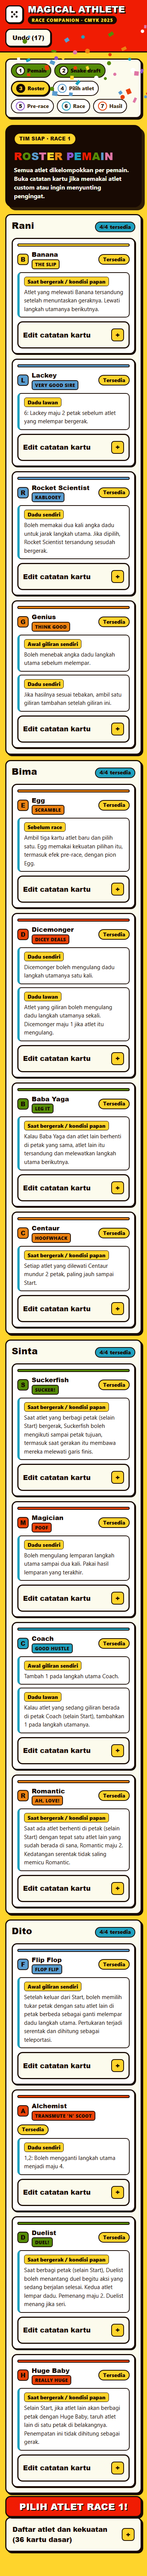 MAGICAL ATHLETE
RACE COMPANION · CMYK 2025
Undo (17)
1 Pemain
2 Snake draft
3 Roster
4 Pilih atlet
5 Pre-race
6 Race
7 Hasil
TIM SIAP · RACE 1
ROSTER PEMAIN
Semua atlet dikelompokkan per pemain.
Buka catatan kartu jika memakai atlet
custom atau ingin menyunting
pengingat.
Rani
4/4 tersedia
B
Banana
THE SLIP
Tersedia
Saat bergerak / kondisi papan
Atlet yang melewati Banana tersandung
setelah menuntaskan geraknya. Lewati
langkah utamanya berikutnya.
Edit catatan kartu
+
L
Lackey
VERY GOOD SIRE
Tersedia
Dadu lawan
6: Lackey maju 2 petak sebelum atlet
yang melempar bergerak.
Edit catatan kartu
+
R
Rocket Scientist
KABLOOEY
Tersedia
Dadu sendiri
Boleh memakai dua kali angka dadu
untuk jarak langkah utama. Jika dipilih,
Rocket Scientist tersandung sesudah
bergerak.
Edit catatan kartu
+
G
Genius
THINK GOOD
Tersedia
Awal giliran sendiri
Boleh menebak angka dadu langkah
utama sebelum melempar.
Dadu sendiri
Jika hasilnya sesuai tebakan, ambil satu
giliran tambahan setelah giliran ini.
Edit catatan kartu
+
Bima
4/4 tersedia
E
Egg
SCRAMBLE
Tersedia
Sebelum race
Ambil tiga kartu atlet baru dan pilih
satu. Egg memakai kekuatan pilihan itu,
termasuk efek pre-race, dengan pion
Egg.
Edit catatan kartu
+
D
Dicemonger
DICEY DEALS
Tersedia
Dadu sendiri
Dicemonger boleh mengulang dadu
langkah utamanya satu kali.
Dadu lawan
Atlet yang giliran boleh mengulang
dadu langkah utamanya sekali.
Dicemonger maju 1 jika atlet itu
mengulang.
Edit catatan kartu
+
B
Baba Yaga
LEG IT
Tersedia
Saat bergerak / kondisi papan
Kalau Baba Yaga dan atlet lain berhenti
di petak yang sama, atlet lain itu
tersandung dan melewatkan langkah
utama berikutnya.
Edit catatan kartu
+
C
Centaur
HOOFWHACK
Tersedia
Saat bergerak / kondisi papan
Setiap atlet yang dilewati Centaur
mundur 2 petak, paling jauh sampai
Start.
Edit catatan kartu
+
Sinta
4/4 tersedia
S
Suckerfish
SUCKER!
Tersedia
Saat bergerak / kondisi papan
Saat atlet yang berbagi petak (selain
Start) bergerak, Suckerfish boleh
mengikuti sampai petak tujuan,
termasuk saat gerakan itu membawa
mereka melewati garis finis.
Edit catatan kartu
+
M
Magician
POOF
Tersedia
Dadu sendiri
Boleh mengulang lemparan langkah
utama sampai dua kali. Pakai hasil
lemparan yang terakhir.
Edit catatan kartu
+
C
Coach
GOOD HUSTLE
Tersedia
Awal giliran sendiri
Tambah 1 pada langkah utama Coach.
Dadu lawan
Kalau atlet yang sedang giliran berada
di petak Coach (selain Start), tambahkan
1 pada langkah utamanya.
Edit catatan kartu
+
R
Romantic
AH, LOVE!
Tersedia
Saat bergerak / kondisi papan
Saat ada atlet berhenti di petak (selain
Start) dengan tepat satu atlet lain yang
sudah berada di sana, Romantic maju 2.
Kedatangan serentak tidak saling
memicu Romantic.
Edit catatan kartu
+
Dito
4/4 tersedia
F
Flip Flop
FLOP FLIP
Tersedia
Awal giliran sendiri
Setelah keluar dari Start, boleh memilih
tukar petak dengan satu atlet lain di
petak berbeda sebagai ganti melempar
dadu langkah utama. Pertukaran terjadi
serentak dan dihitung sebagai
teleportasi.
Edit catatan kartu
+
A
Alchemist
TRANSMUTE 'N' SCOOT
Tersedia
Dadu sendiri
1,2: Boleh mengganti langkah utama
menjadi maju 4.
Edit catatan kartu
+
D
Duelist
DUEL!
Tersedia
Saat bergerak / kondisi papan
Saat berbagi petak (selain Start), Duelist
boleh menantang duel begitu aksi yang
sedang berjalan selesai. Kedua atlet
lempar dadu. Pemenang maju 2. Duelist
menang jika seri.
Edit catatan kartu
+
H
Huge Baby
REALLY HUGE
Tersedia
Saat bergerak / kondisi papan
Selain Start, jika atlet lain akan berbagi
petak dengan Huge Baby, taruh atlet
lain di satu petak di belakangnya.
Penempatan ini tidak dihitung sebagai
gerak.
Edit catatan kartu
+
PILIH ATLET RACE 1!
Daftar atlet dan kekuatan
(36 kartu dasar)
+